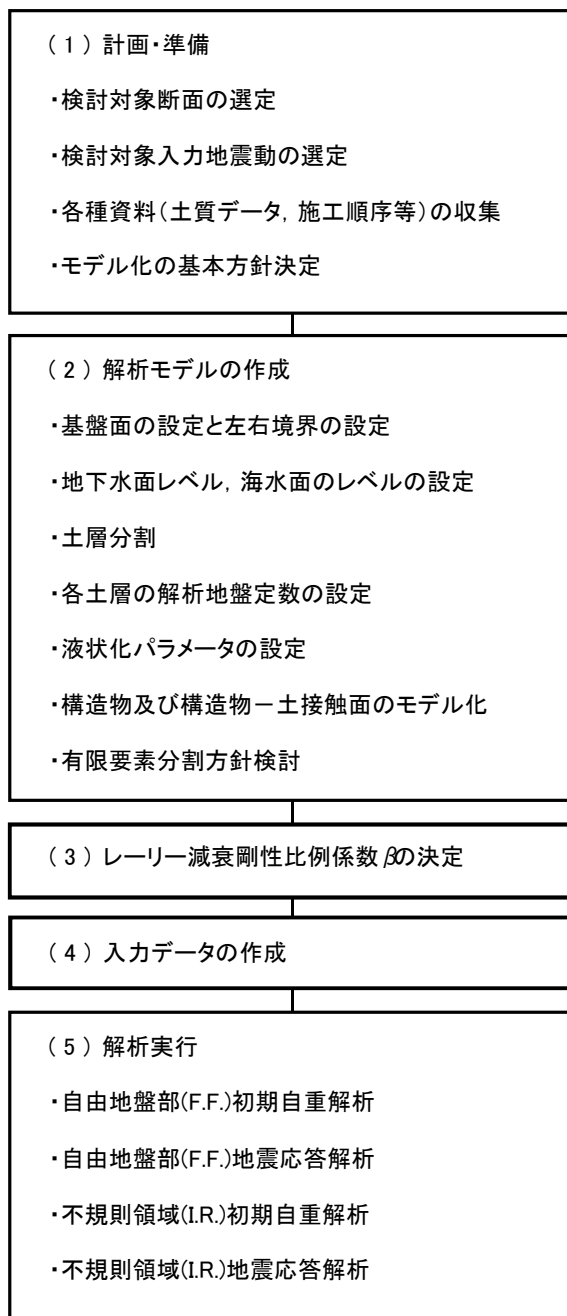 (1)計画・準備
・検討対象断面の選定
・検討対象入力地震動の選定
・各種資料(土質データ,施工順序等)の収集
・モデル化の基本方針決定
(2)解析モデルの作成
・基盤面の設定と左右境界の設定
・地下水面レベル,海水面のレベルの設定
・土層分割
・各土層の解析地盤定数の設定
・液状化パラメータの設定
・構造物及び構造物-土接触面のモデル化
・有限要素分割方針検討
(3)レーリー減衰剛性比例係数βの決定
(4)入力データの作成
(5)解析実行
・自由地盤部(F.F.)初期自重解析
・自由地盤部(F.F.)地震応答解析
・不規則領域(I.R.)初期自重解析
・不規則領域(I.R.)地震応答解析